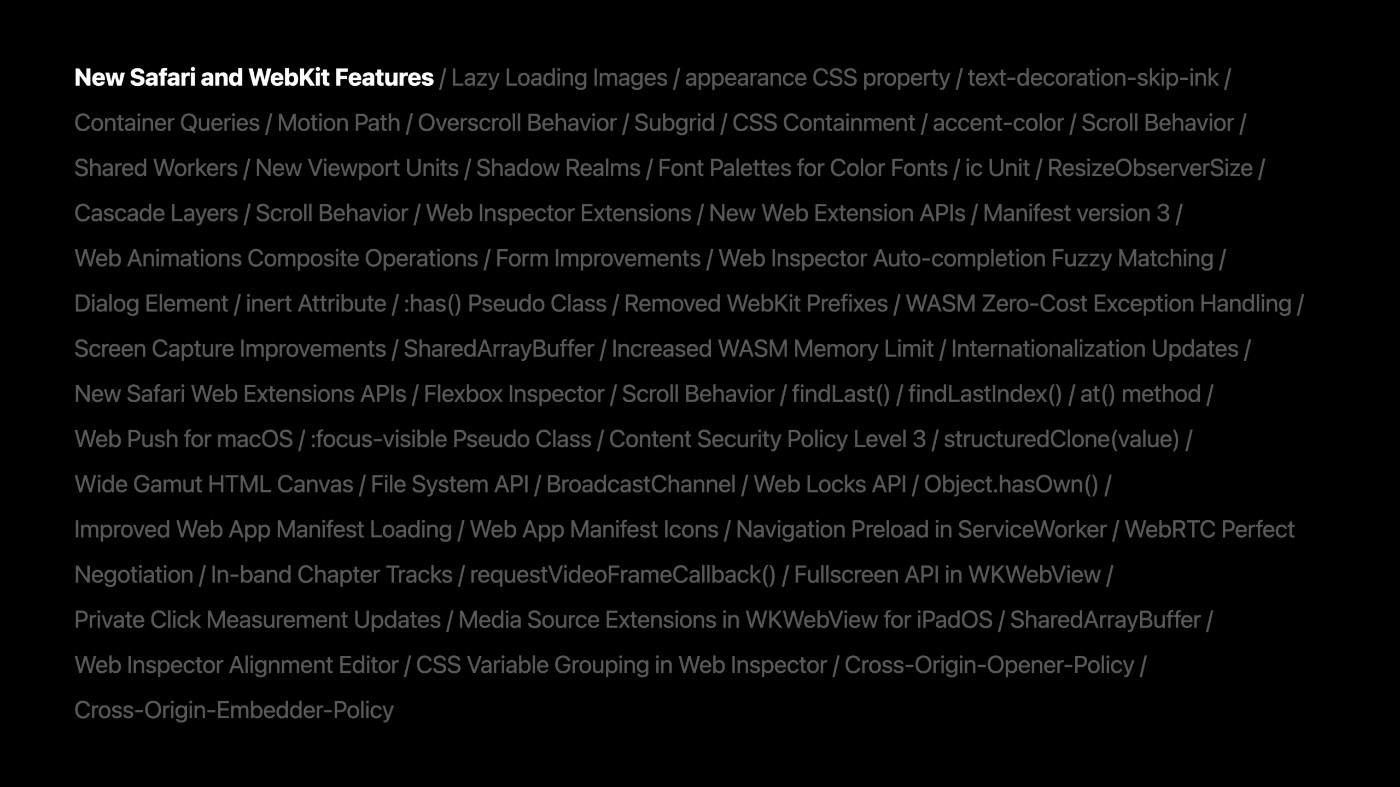 New Safari and WebKit Features / Lazy Loading Images / appearance CSS property / text-decoration-skip-ink /
Container Queries / Motion Path / Overscroll Behavior / Subgrid / CSS Containment / accent-color / Scroll Behavior /
Shared Workers / New Viewport Units / Shadow Realms / Font Palettes for Color Fonts / ic Unit / ResizeObserverSize /
Cascade Layers / Scroll Behavior / Web Inspector Extensions / New Web Extension APIs / Manifest version 3 /
Web Animations Composite Operations / Form Improvements / Web Inspector Auto-completion Fuzzy Matching /
Dialog Element / inert Attribute / :has() Pseudo Class / Removed WebKit Prefixes / WASM Zero-Cost Exception Handling /
Screen Capture Improvements / SharedArrayBuffer / Increased WASM Memory Limit / Internationalization Updates /
New Safari Web Extensions APIs / Flexbox Inspector / Scroll Behavior / findLast() / findLastIndex() / at() method /
Web Push for macOS / :focus-visible Pseudo Class / Content Security Policy Level 3 / structuredClone(value) /
Wide Gamut HTML Canvas / File System API / BroadcastChannel / Web Locks API / Object.hasOwn() /
Improved Web App Manifest Loading / Web App Manifest Icons / Navigation Preload in ServiceWorker / WebRTC Perfect
Negotiation / In-band Chapter Tracks / requestVideoFrameCallback() / Fullscreen API in WKWebView /
Private Click Measurement Updates / Media Source Extensions in WKWebView for iPadOS / SharedArrayBuffer /
Web Inspector Alignment Editor / CSS Variable Grouping in Web Inspector / Cross-Origin-Opener-Policy /
Cross-Origin-Embedder-Policy